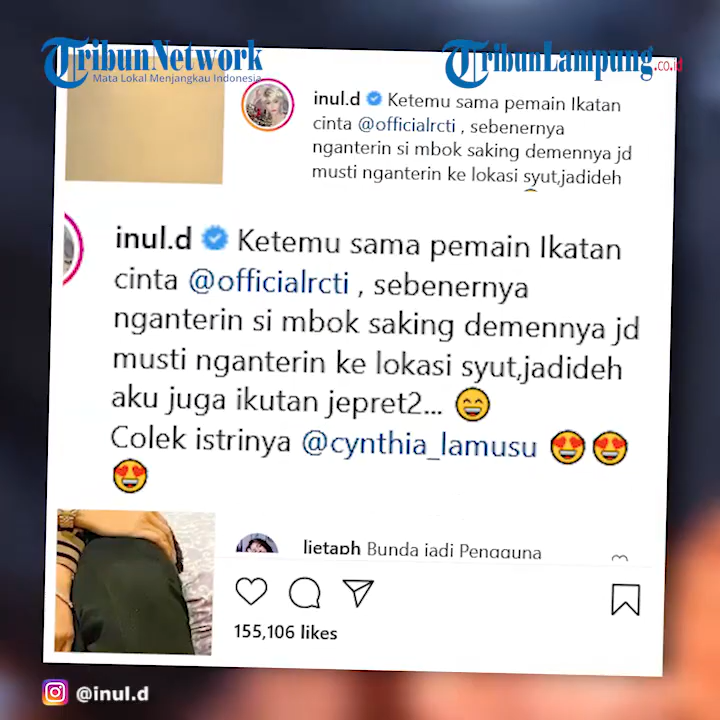 Tribun Network
Mata Lokal Menjangkau Indonesia
TribunLampung.co.id
inul.d Ketemu sama pemain Ikatan
cinta @officialrcti , sebenernya
nganterin si mbok saking demennya jd
musti nganterin ke lokasi syut,jadideh
inul.d Ketemu sama pemain Ikatan
cinta @officialrcti , sebenernya
nganterin si mbok saking demennya jd
musti nganterin ke lokasi syut,jadideh
aku juga ikutan jepret2... 😄
Colek istrinya @cynthia_lamusu 😍😍
😍
lietaph Bunda jadi Pengguna
155,106 likes
@inul.d